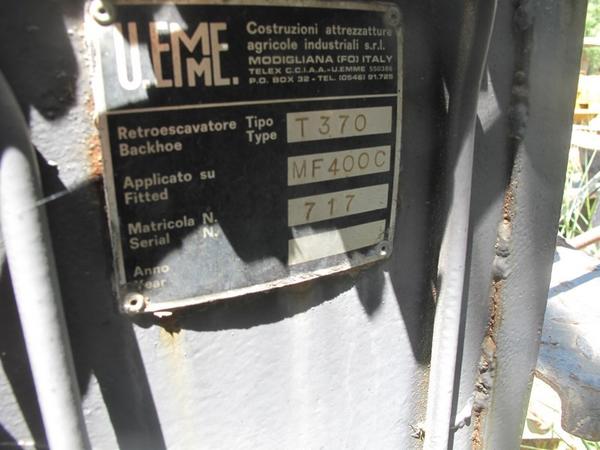 U.EMME.
Costruzioni attrezzature
agricole industriali s.r.l.
MODIGLIANA (FO) ITALY
TELEX C.C.I.A.A.-U.EMME 550386
P.O. BOX 32 - TEL. (0546) 91.725
Retroescavatore Tipo T370
Backhoe Type
Applicato su MF400C
Fitted
Matricola N. 717
Serial N.
Anno
Year